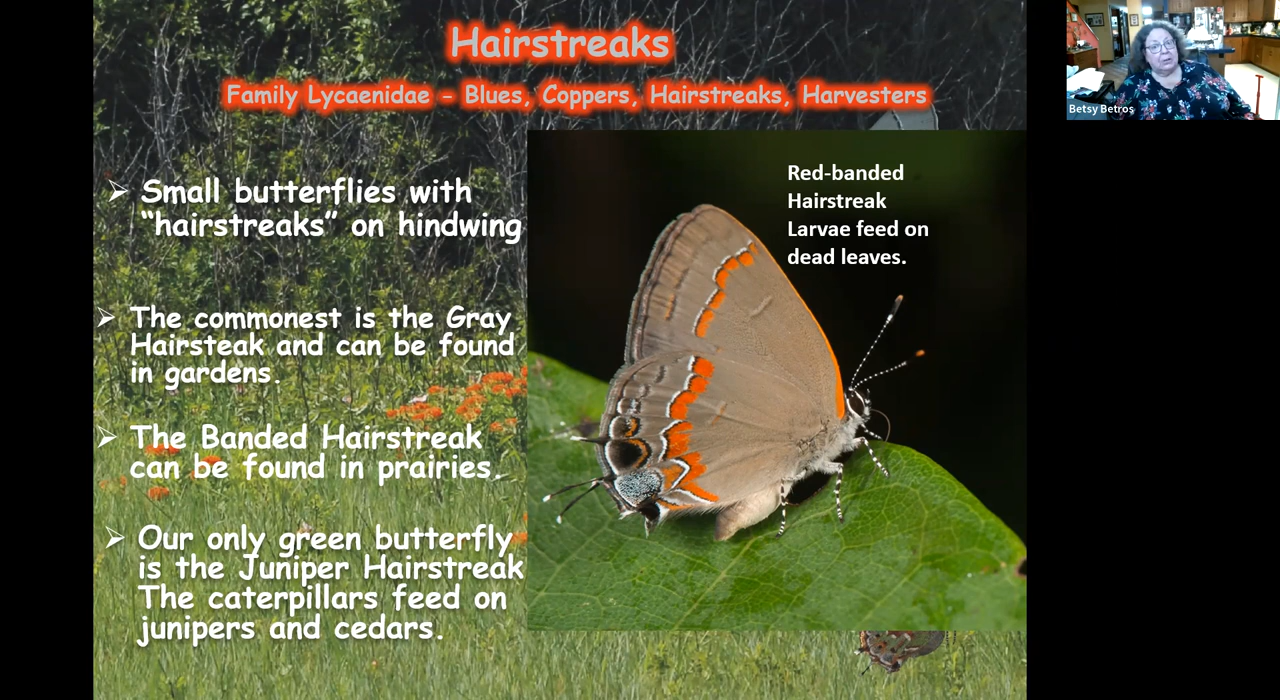 Hairstreaks
Family Lycaenidae – Blues, Coppers, Hairstreaks, Harvesters
Small butterflies with
“hairstreaks” on hindwing
The commonest is the Gray
Hairsteak and can be found
in gardens.
The Banded Hairstreak
can be found in prairies.
Our only green butterfly
is the Juniper Hairstreak
The caterpillars feed on
junipers and cedars.
Red-banded
Hairstreak
Larvae feed on
dead leaves.
Betsy Betros